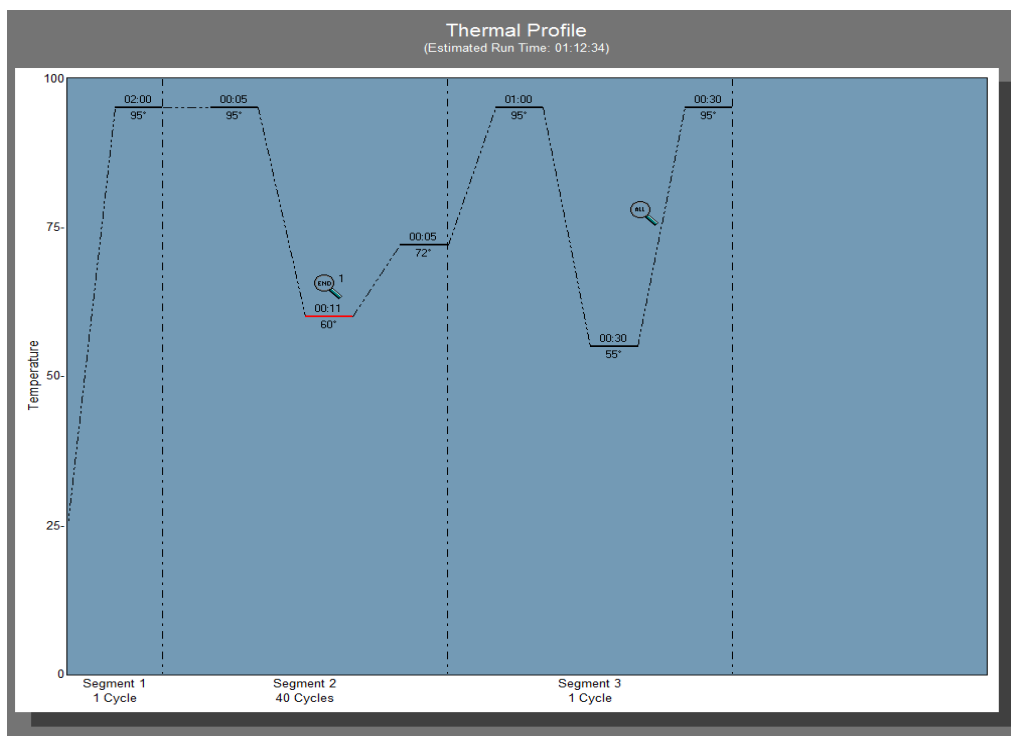 Thermal Profile
(Estimated Run Time: 01:12:34)
100
02:00
95°
00:05
95°
01:00
95°
00:30
95°
ALL
75-
00:05
72°
END 1
00:11
60°
00:30
55°
50-
Temperature
25-
0
Segment 1
1 Cycle
Segment 2
40 Cycles
Segment 3
1 Cycle